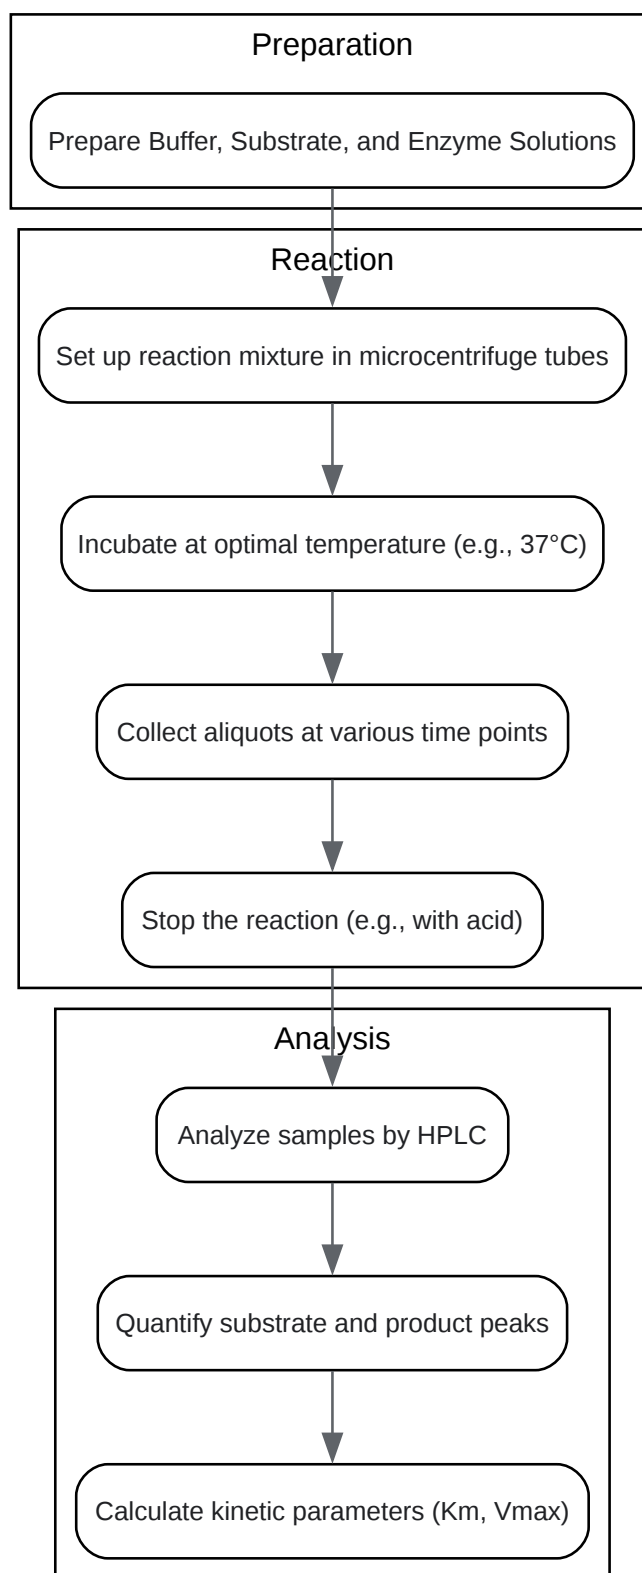 Preparation
Prepare Buffer, Substrate, and Enzyme Solutions
Reaction
Set up reaction mixture in microcentrifuge tubes
Incubate at optimal temperature (e.g., 37°C)
Collect aliquots at various time points
Stop the reaction (e.g., with acid)
Analysis
Analyze samples by HPLC
Quantify substrate and product peaks
Calculate kinetic parameters (Km, Vmax)